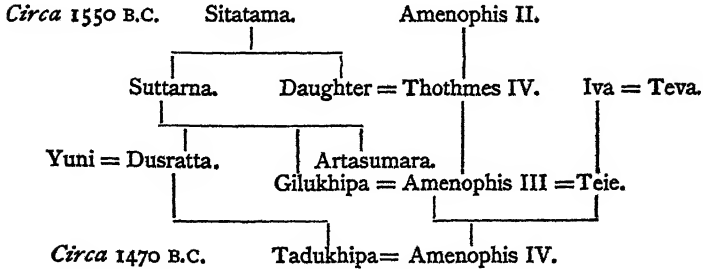 Circa 1550 B.C. Sitatama. Amenophis II.
Suttarna. Daughter = Thothmes IV. Iva = Teva.
Yuni = Dusratta. Artasumara.
Gilukhipa = Amenophis III = Teie.
Circa 1470 B.C. Tadukhipa = Amenophis IV.